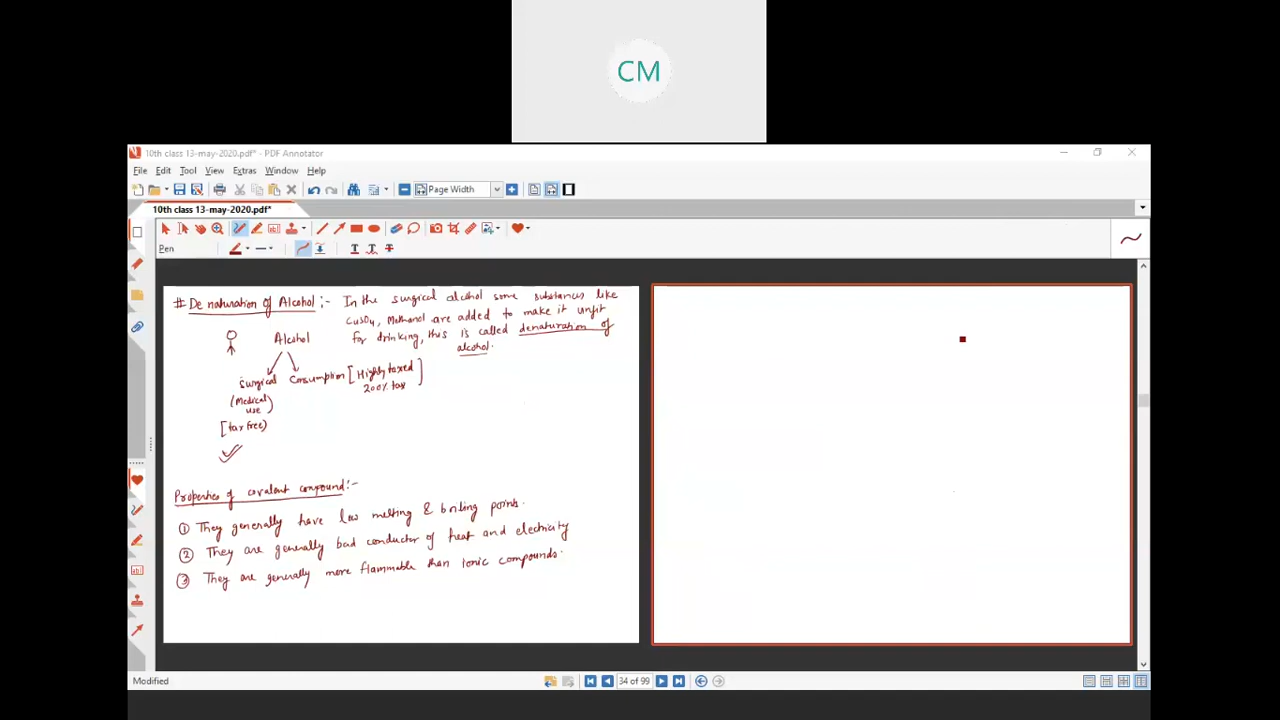 CM
10th class 13-may-2020.pdf* - PDF Annotator
File Edit Tool View Extras Window Help
Page Width
10th class 13-may-2020.pdf*
Pen
# Denaturation of Alcohol :- In the surgical alcohol some substances like
CuSO4, Methanol are added to make it unfit
for drinking, this is called denaturation of
alcohol.
Alcohol
Surgical Consumption [Highly taxed
200% tax]
(Medical
use)
[tax free)
Properties of covalent compound:-
① They generally have low melting & boiling points.
② They are generally bad conductor of heat and electricity
③ They are generally more flammable than ionic compounds.
Modified
34 of 99